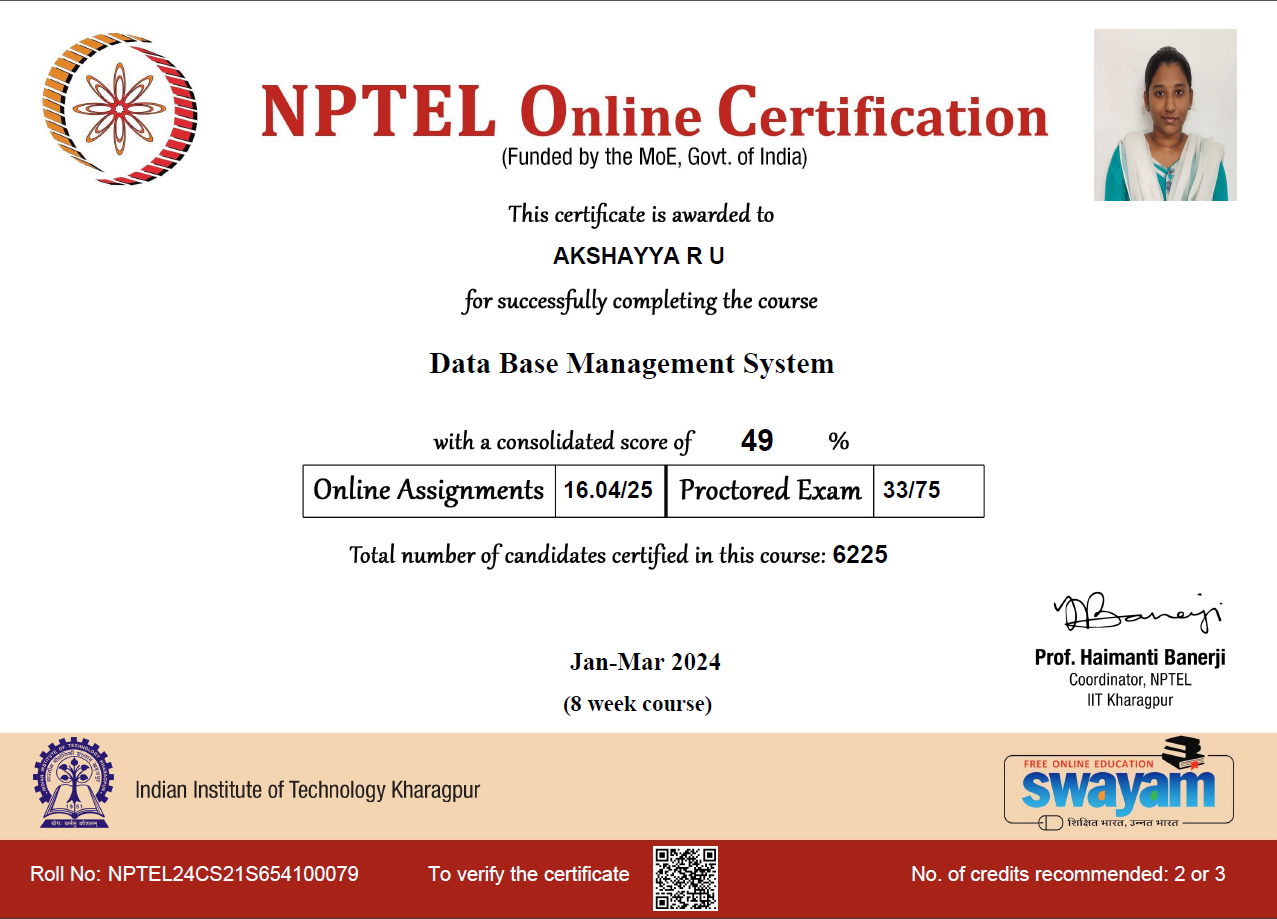 NPTEL Online Certification
(Funded by the MoE, Govt. of India)
This certificate is awarded to
AKSHAYYA R U
for successfully completing the course
Data Base Management System
with a consolidated score of 49 %
Online Assignments 16.04/25 Proctored Exam 33/75
Total number of candidates certified in this course: 6225
Jan-Mar 2024
(8 week course)
Prof. Haimanti Banerji
Coordinator, NPTEL
IIT Kharagpur
Indian Institute of Technology Kharagpur
1951
योगः कर्मसु कौशलम्
FREE ONLINE EDUCATION
swayam
शिक्षित भारत, उन्नत भारत
Roll No: NPTEL24CS21S654100079 To verify the certificate No. of credits recommended: 2 or 3